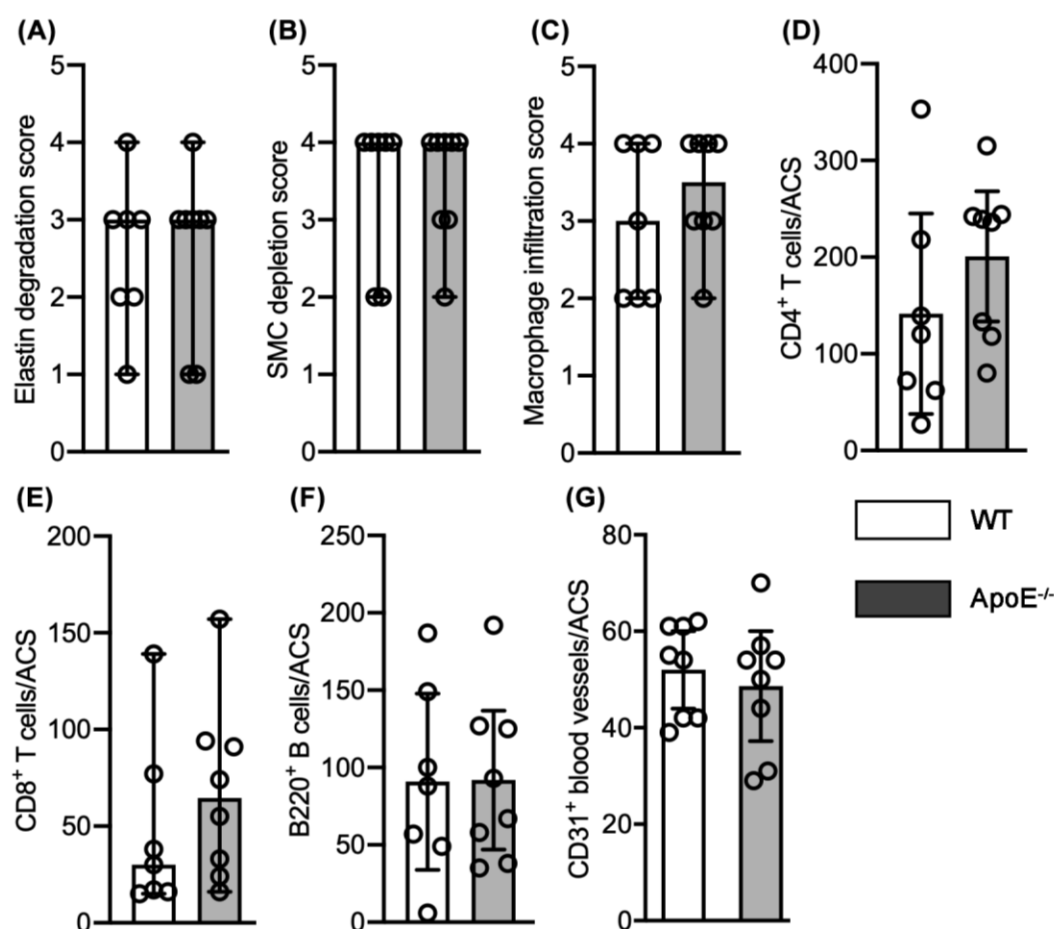 (A)
Elastin degradation score
5
4
3
2
1
0
(B)
SMC depletion score
5
4
3
2
1
0
(C)
Macrophage infiltration score
5
4
3
2
1
0
(D)
CD4⁺ T cells/ACS
400
300
200
100
0
(E)
CD8⁺ T cells/ACS
200
150
100
50
0
(F)
B220⁺ B cells/ACS
250
200
150
100
50
0
(G)
CD31⁺ blood vessels/ACS
80
60
40
20
0
WT
ApoE⁻/⁻